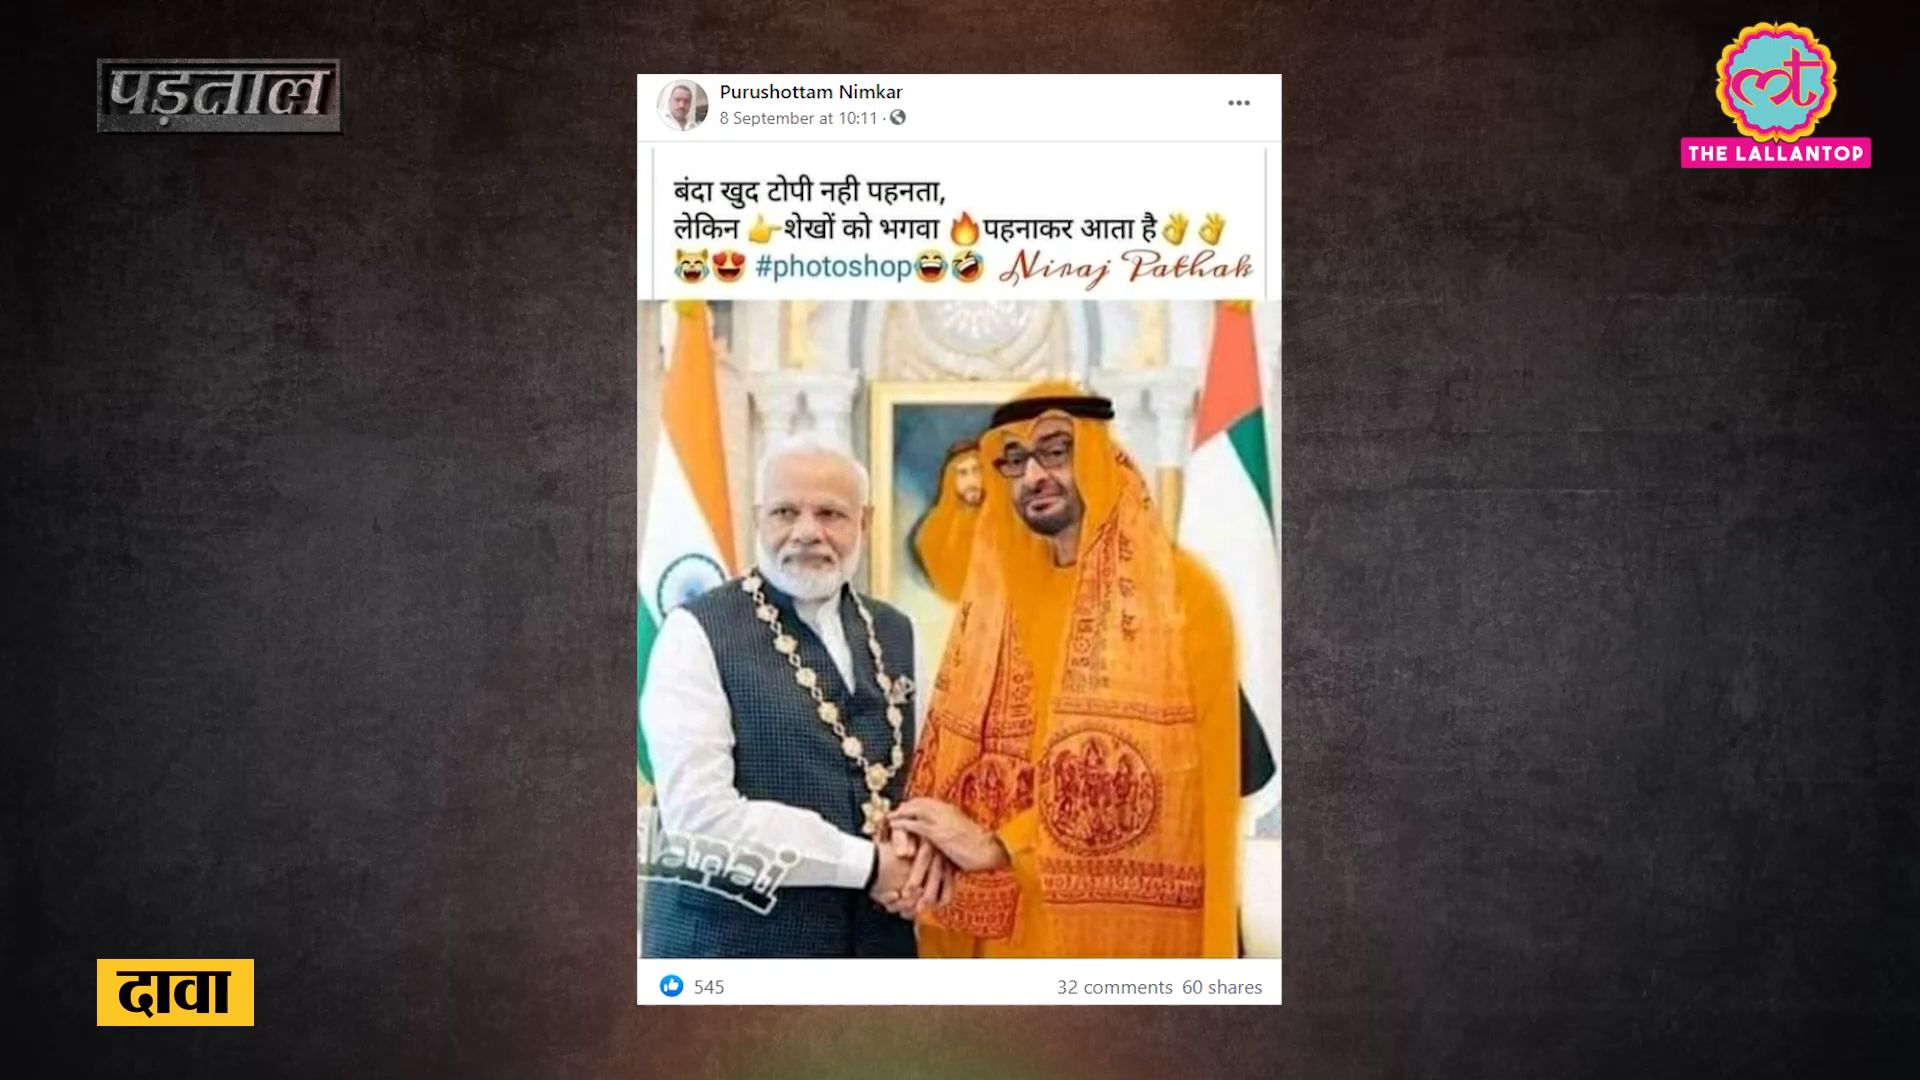 पड़ताल
THE LALLANTOP
Purushottam Nimkar
8 September at 10:11 ·
बंदा खुद टोपी नही पहनता,
लेकिन 👉शेखों को भगवा 🔥पहनाकर आता है👌👌
😹😍 #photoshop😂🤣 Niraj Pathak
जय श्री राम
दावा
545
32 comments 60 shares